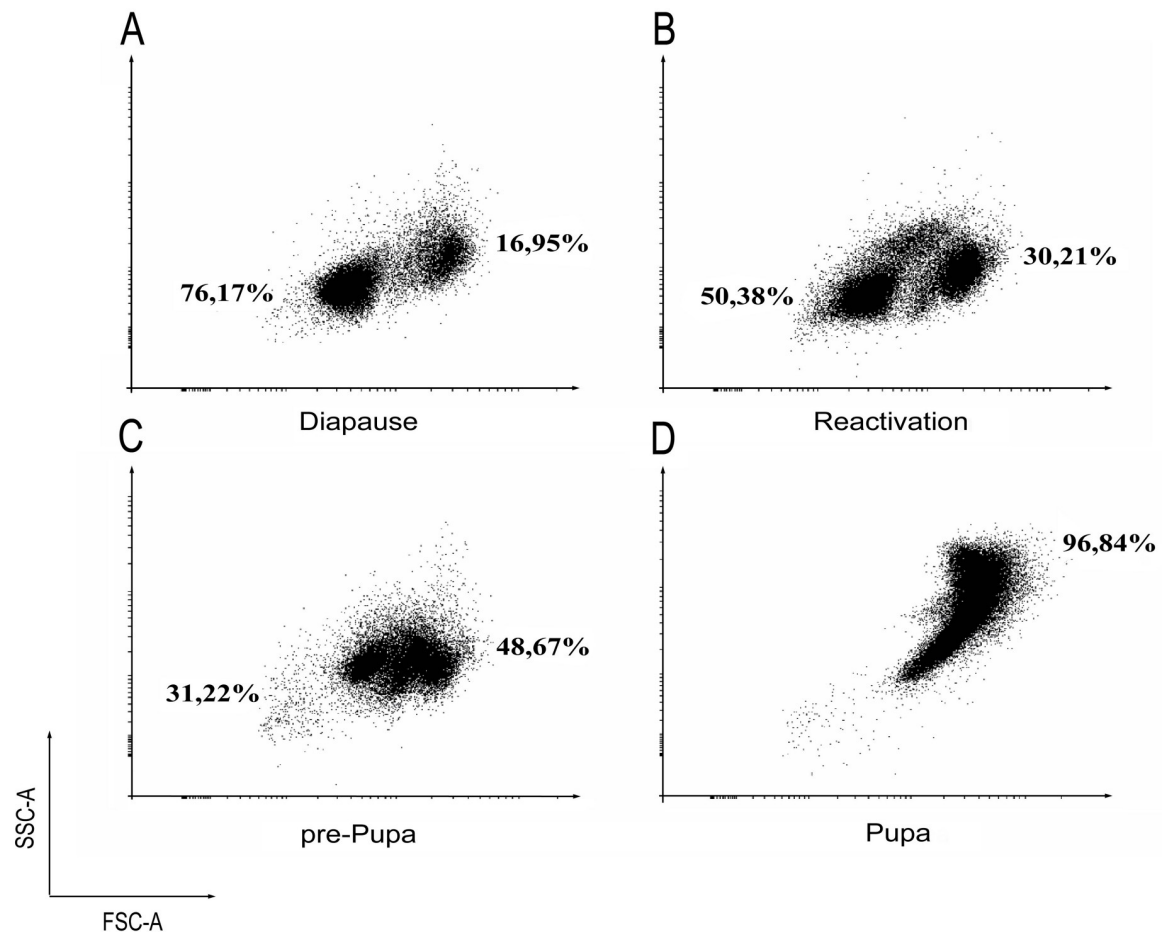 A
B
76,17%
16,95%
50,38%
30,21%
Diapause
Reactivation
C
D
31,22%
48,67%
96,84%
pre-Pupa
Pupa
SSC-A
FSC-A